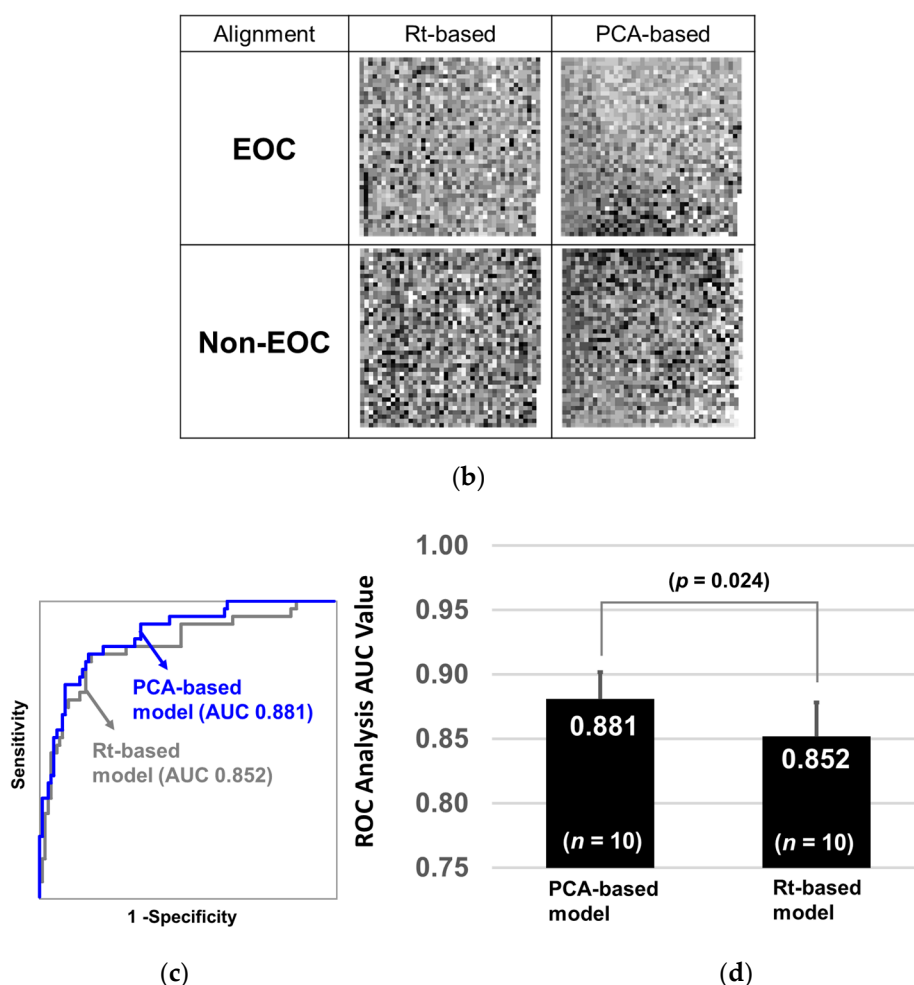 Alignment Rt-based PCA-based
EOC
Non-EOC
(b)
Sensitivity
PCA-based
model (AUC 0.881)
Rt-based
model (AUC 0.852)
1 -Specificity
(c)
ROC Analysis AUC Value
1.00
0.95
0.90
0.85
0.80
0.75
(p = 0.024)
0.881
(n = 10)
0.852
(n = 10)
PCA-based
model
Rt-based
model
(d)